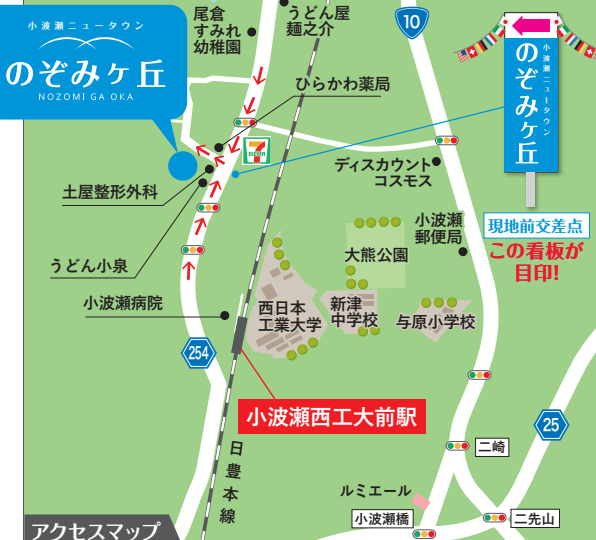 小波瀬ニュータウン
のぞみヶ丘
NOZOMI GA OKA
尾倉
すみれ
幼稚園
うどん屋
麺之介
10
小波瀬ニュータウン
のぞみヶ丘
ひらかわ薬局
7
ELEVEN
ディスカウント
コスモス
土屋整形外科
小波瀬
郵便局
現地前交差点
この看板が
目印!
大熊公園
うどん小泉
小波瀬病院
西日本
工業大学
新津
中学校
与原小学校
254
小波瀬西工大前駅
25
日豊本線
二崎
ルミエール
小波瀬橋
二先山
アクセスマップ